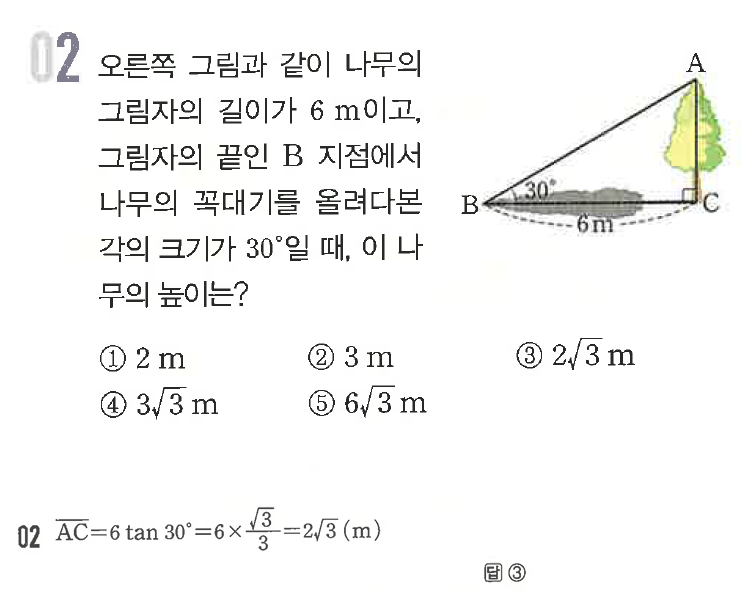 02
오른쪽 그림과 같이 나무의
그림자의 길이가 6 m이고,
그림자의 끝인 B 지점에서
나무의 꼭대기를 올려다본
각의 크기가 30°일 때, 이 나
무의 높이는?
A
B
30°
C
6 m
① 2 m ② 3 m ③ 2√3 m
④ 3√3 m ⑤ 6√3 m
02 \overline{AC}=6 tan 30°=6×\frac{√3}{3}=2√3 (m)
답 ③